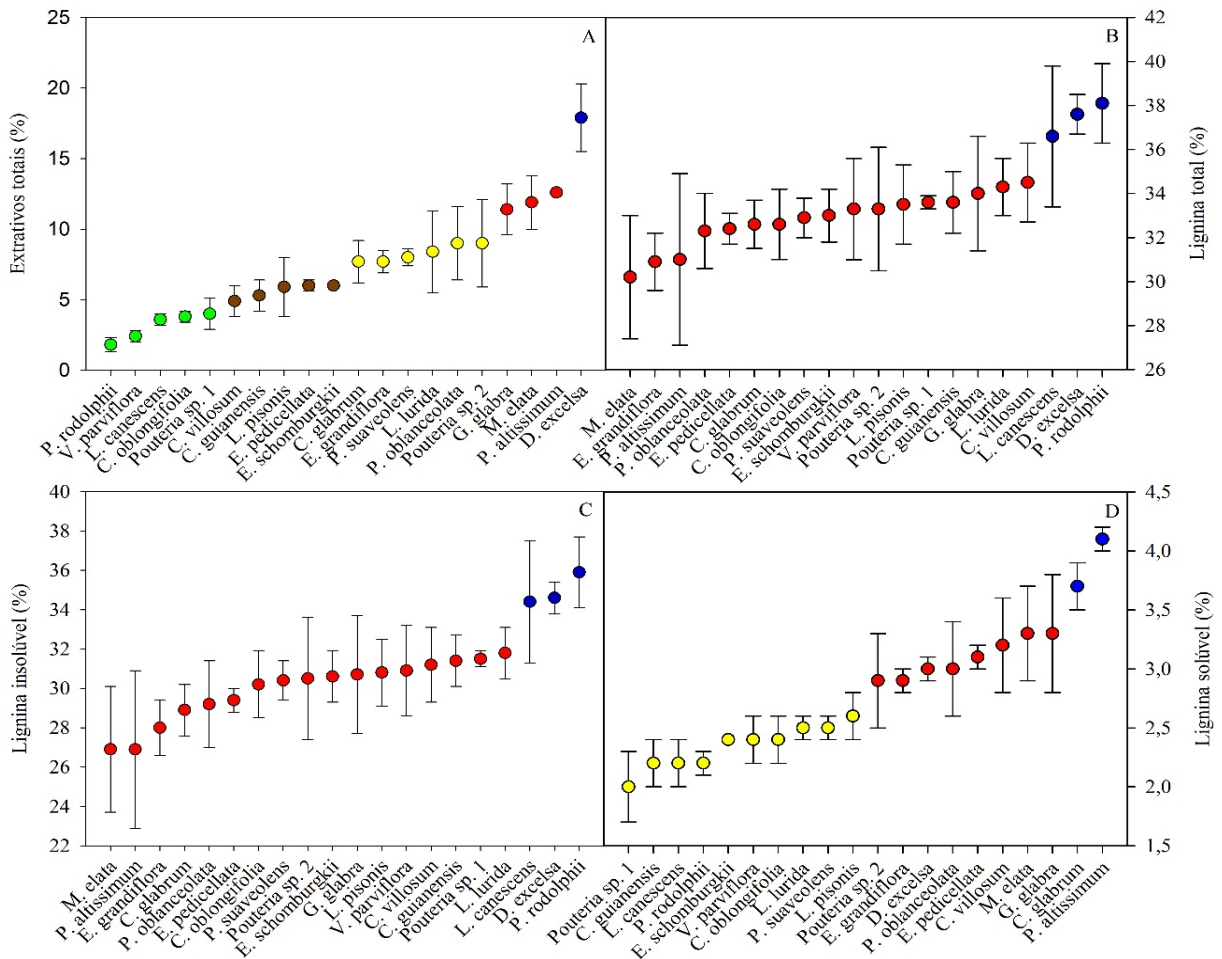 A
Extrativos totais (%)
25
20
15
10
5
0
P. rodolphii
V. parviflora
L. canescens
C. oblongifolia
Pouteria sp. 1
C. villosum
C. guianensis
L. pisonis
E. pedicellata
E. schomburgkii
C. glabrum
E. grandiflora
P. suaveolens
L. lurida
P. oblanceolata
Pouteria sp. 2
G. glabra
M. elata
P. altissimum
D. excelsa
B
Lignina total (%)
42
40
38
36
34
32
30
28
26
M. elata
E. grandiflora
P. altissimum
P. oblanceolata
E. pedicellata
C. glabrum
C. oblongifolia
P. suaveolens
E. schomburgkii
V. parviflora
Pouteria sp. 2
L. pisonis
Pouteria sp. 1
C. guianensis
G. glabra
L. lurida
C. villosum
L. canescens
D. excelsa
P. rodolphii
C
Lignina insolúvel (%)
40
38
36
34
32
30
28
26
24
22
M. elata
P. altissimum
E. grandiflora
C. glabrum
P. oblanceolata
E. pedicellata
C. oblongifolia
P. suaveolens
Pouteria sp. 2
E. schomburgkii
G. glabra
L. pisonis
V. parviflora
C. villosum
C. guianensis
Pouteria sp. 1
L. lurida
L. canescens
D. excelsa
P. rodolphii
D
Lignina solúvel (%)
4,5
4,0
3,5
3,0
2,5
2,0
1,5
Pouteria sp. 1
C. guianensis
L. canescens
P. rodolphii
E. schomburgkii
V. parviflora
C. oblongifolia
L. lurida
P. suaveolens
L. pisonis
Pouteria sp. 2
E. grandiflora
D. excelsa
P. oblanceolata
E. pedicellata
C. villosum
M. elata
G. glabra
C. glabrum
P. altissimum